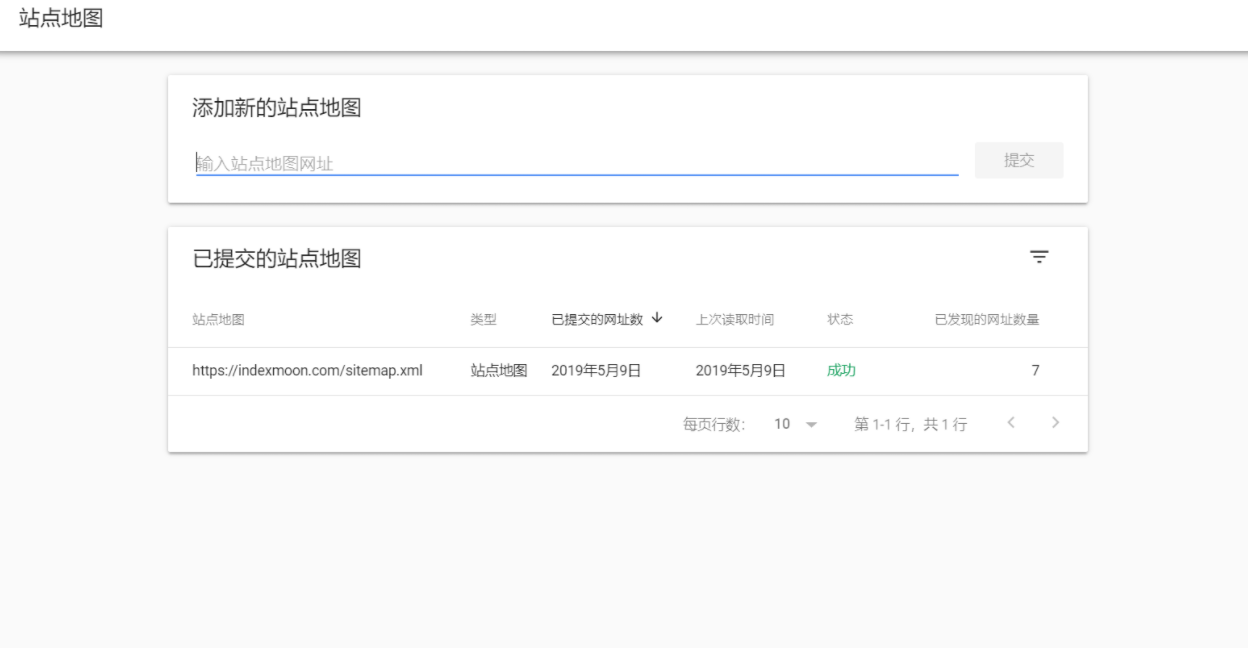 站点地图
添加新的站点地图
输入站点地图网址
提交
已提交的站点地图
站点地图 类型 已提交的网址数 上次读取时间 状态 已发现的网址数量
https://indexmoon.com/sitemap.xml 站点地图 2019年5月9日 2019年5月9日 成功 7
每页行数: 10 第 1-1 行，共 1 行